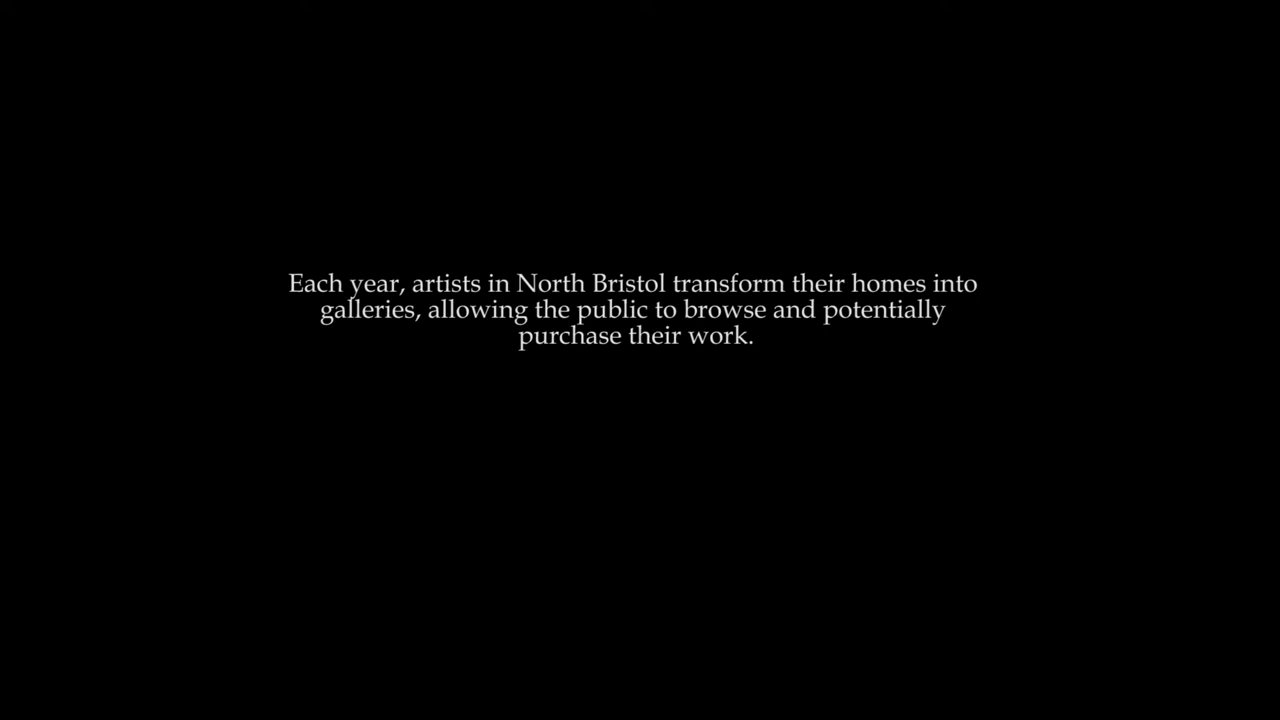 Each year, artists in North Bristol transform their homes into
galleries, allowing the public to browse and potentially
purchase their work.